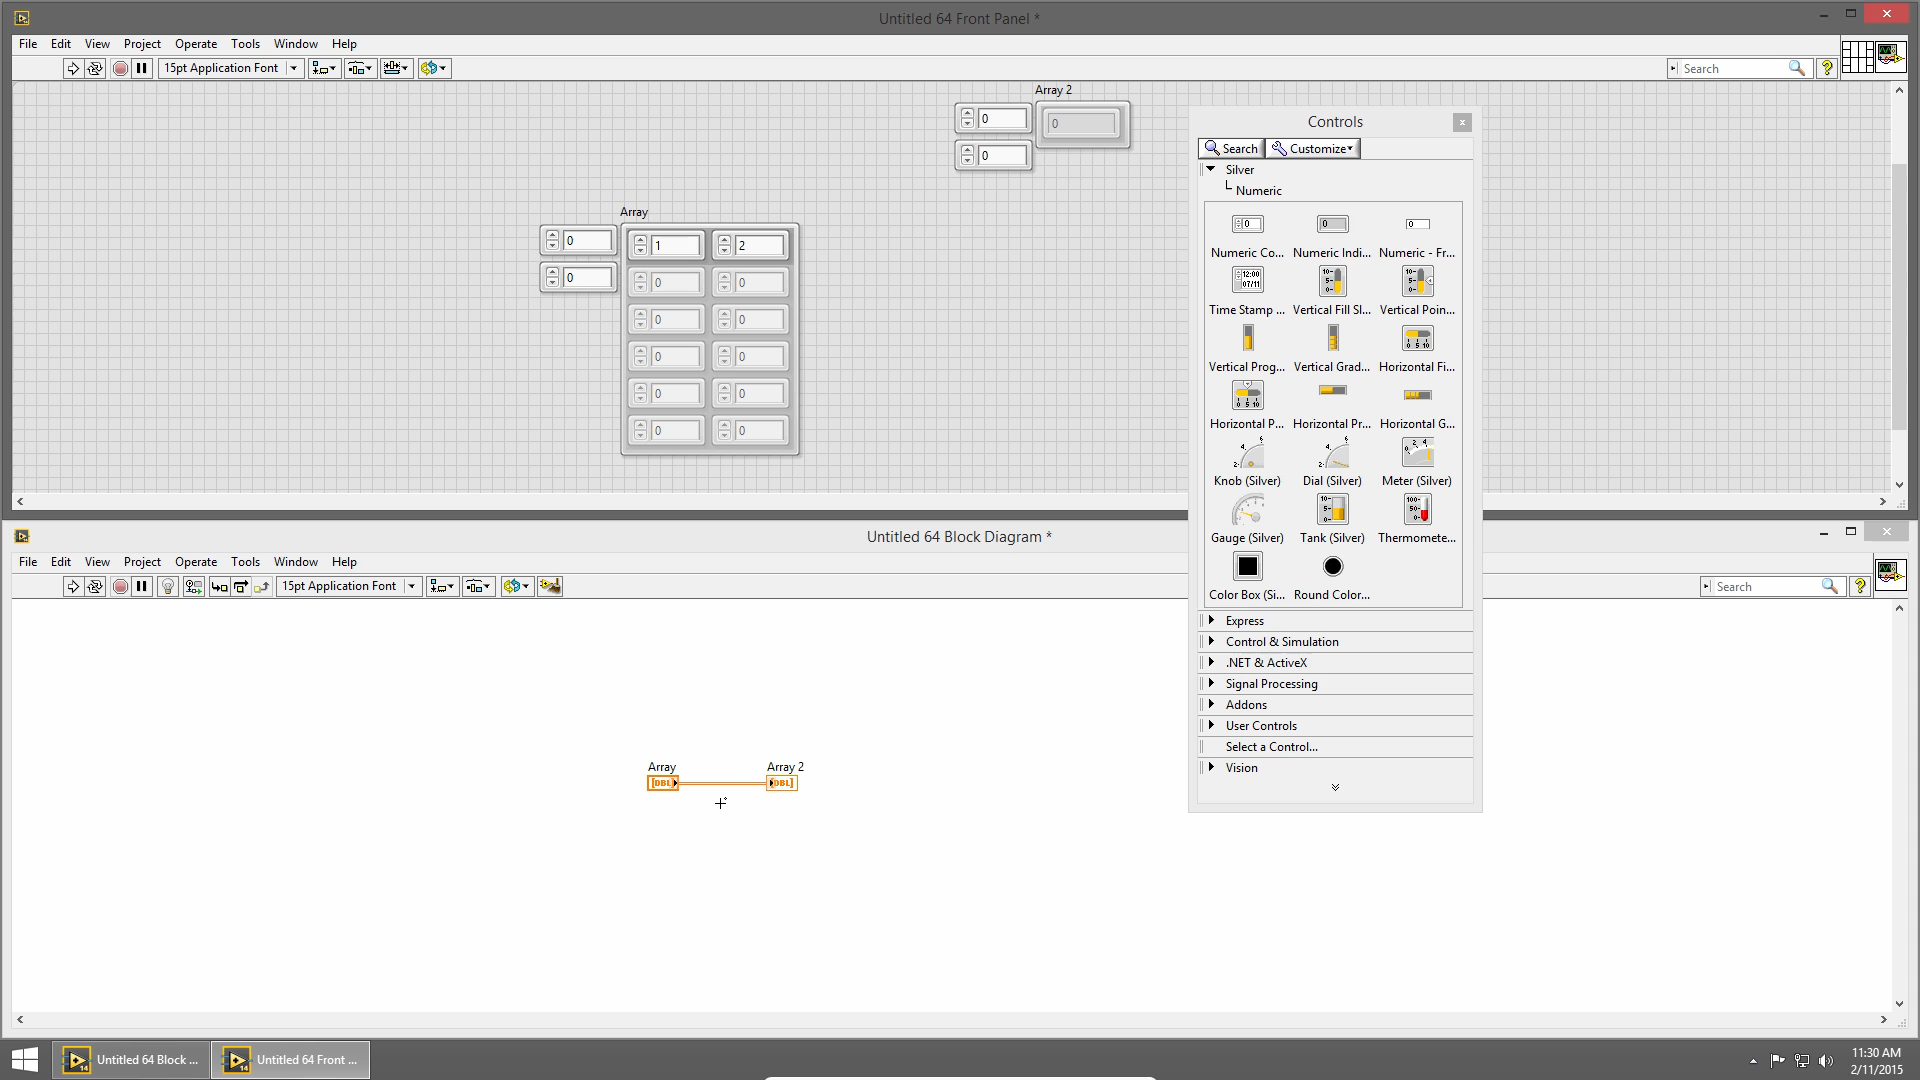 Untitled 64 Front Panel *
File Edit View Project Operate Tools Window Help
15pt Application Font
Search
?
Array 2
0
0
0
Array
0
0
1 2
0 0
0 0
0 0
0 0
0 0
Controls
x
Search Customize
Silver
Numeric
Numeric Co... Numeric Indi... Numeric - Fr...
12:00
07/11
Time Stamp ... Vertical Fill Sl... Vertical Poin...
Vertical Prog... Vertical Grad... Horizontal Fi...
Horizontal P... Horizontal Pr... Horizontal G...
Knob (Silver) Dial (Silver) Meter (Silver)
Gauge (Silver) Tank (Silver) Thermomete...
Color Box (Si... Round Color...
Express
Control & Simulation
.NET & ActiveX
Signal Processing
Addons
User Controls
Select a Control...
Vision
Untitled 64 Block Diagram *
File Edit View Project Operate Tools Window Help
15pt Application Font
Search
?
Array Array 2
[DBL] [DBL]
Untitled 64 Block ...
Untitled 64 Front ...
11:30 AM
2/11/2015